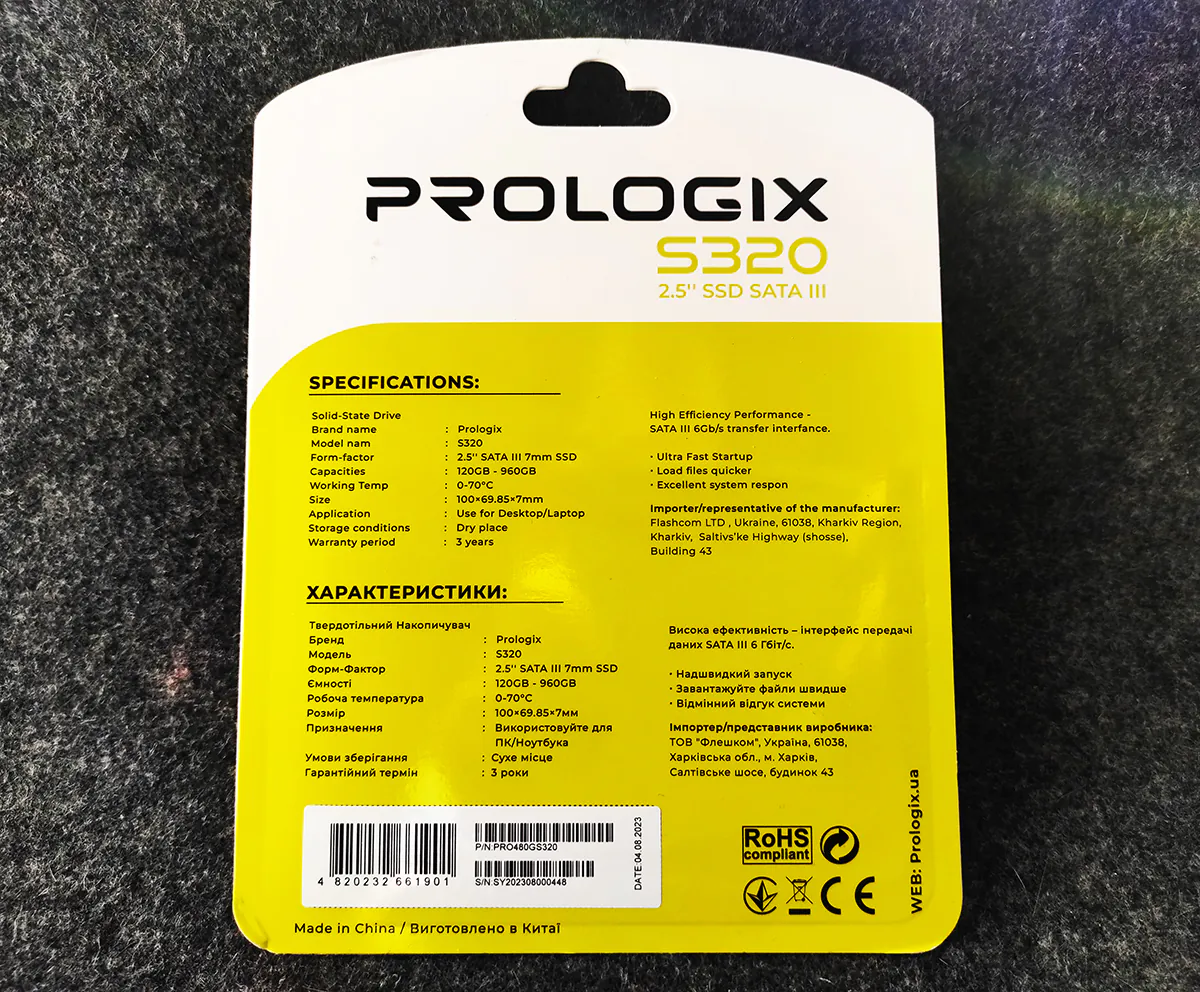 PROLOGIX
S320
2.5'' SSD SATA III
SPECIFICATIONS:
Solid-State Drive
Brand name : Prologix
Model nam : S320
Form-factor : 2.5'' SATA III 7mm SSD
Capacities : 120GB - 960GB
Working Temp : 0-70°C
Size : 100×69.85×7mm
Application : Use for Desktop/Laptop
Storage conditions : Dry place
Warranty period : 3 years
High Efficiency Performance -
SATA III 6Gb/s transfer interfance.
• Ultra Fast Startup
• Load files quicker
• Excellent system respon
Importer/representative of the manufacturer:
Flashcom LTD , Ukraine, 61038, Kharkiv Region,
Kharkiv, Saltivs'ke Highway (shosse),
Building 43
ХАРАКТЕРИСТИКИ:
Твердотільний Накопичувач
Бренд : Prologix
Модель : S320
Форм-Фактор : 2.5'' SATA III 7mm SSD
Ємності : 120GB - 960GB
Робоча температура : 0-70°C
Розмір : 100×69.85×7мм
Призначення : Використовуйте для
ПК/Ноутбука
Умови зберігання : Сухе місце
Гарантійний термін : 3 роки
Висока ефективність – інтерфейс передачі
даних SATA III 6 Гбіт/с.
• Надшвидкий запуск
• Завантажуйте файли швидше
• Відмінний відгук системи
Імпортер/представник виробника:
ТОВ "Флешком", Україна, 61038,
Харківська обл., м. Харків,
Салтівське шосе, будинок 43
4 820232 661901
P/N:PRO480GS320
S/N:SY202308000448
DATE:04.08.2023
RoHS
compliant
CE
WEB: Prologix.ua
Made in China / Виготовлено в Китаї